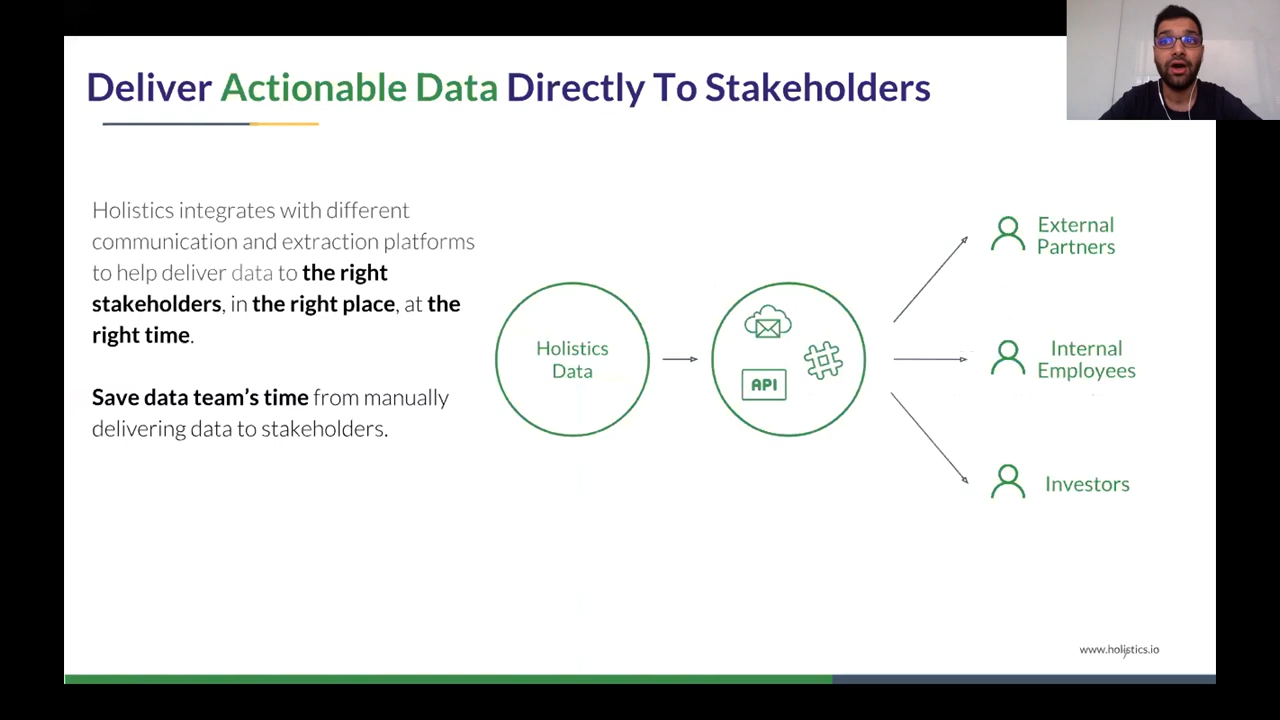 Deliver Actionable Data Directly To Stakeholders
Holistics integrates with different
communication and extraction platforms
to help deliver data to the right
stakeholders, in the right place, at the
right time.
Save data team's time from manually
delivering data to stakeholders.
Holistics
Data
API
External
Partners
Internal
Employees
Investors
www.holistics.io